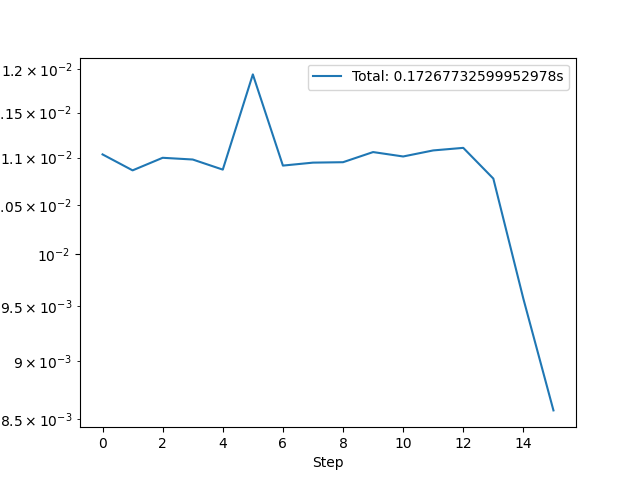 Total: 0.17267732599952978s
1.2 × 10⁻²
.15 × 10⁻²
1.1 × 10⁻²
.05 × 10⁻²
10⁻²
9.5 × 10⁻³
9 × 10⁻³
8.5 × 10⁻³
0 2 4 6 8 10 12 14
Step